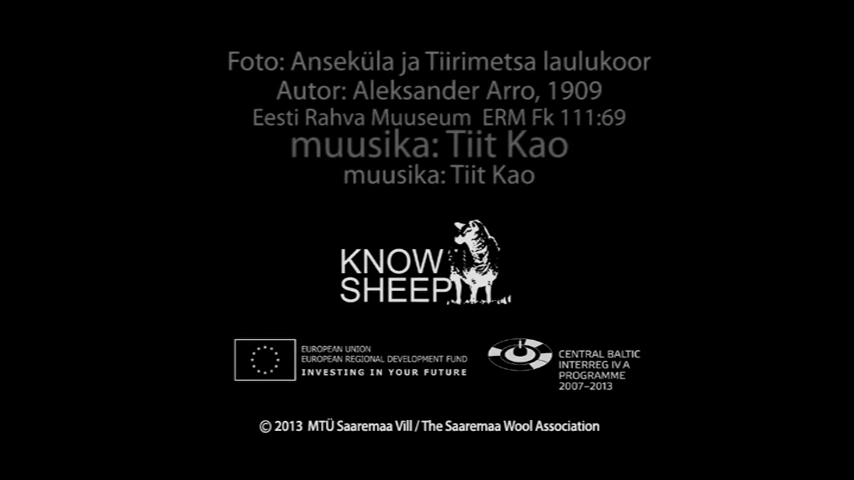 Foto: Anseküla ja Tiirimetsa laulukoor
Autor: Aleksander Arro, 1909
Eesti Rahva Muuseum ERM Fk 111:69
muusika: Tiit Kao
muusika: Tiit Kao
KNOW
SHEEP
EUROPEAN UNION
EUROPEAN REGIONAL DEVELOPMENT FUND
INVESTING IN YOUR FUTURE
CENTRAL BALTIC
INTERREG IV A
PROGRAMME
2007–2013
© 2013 MTÜ Saaremaa Vill / The Saaremaa Wool Association